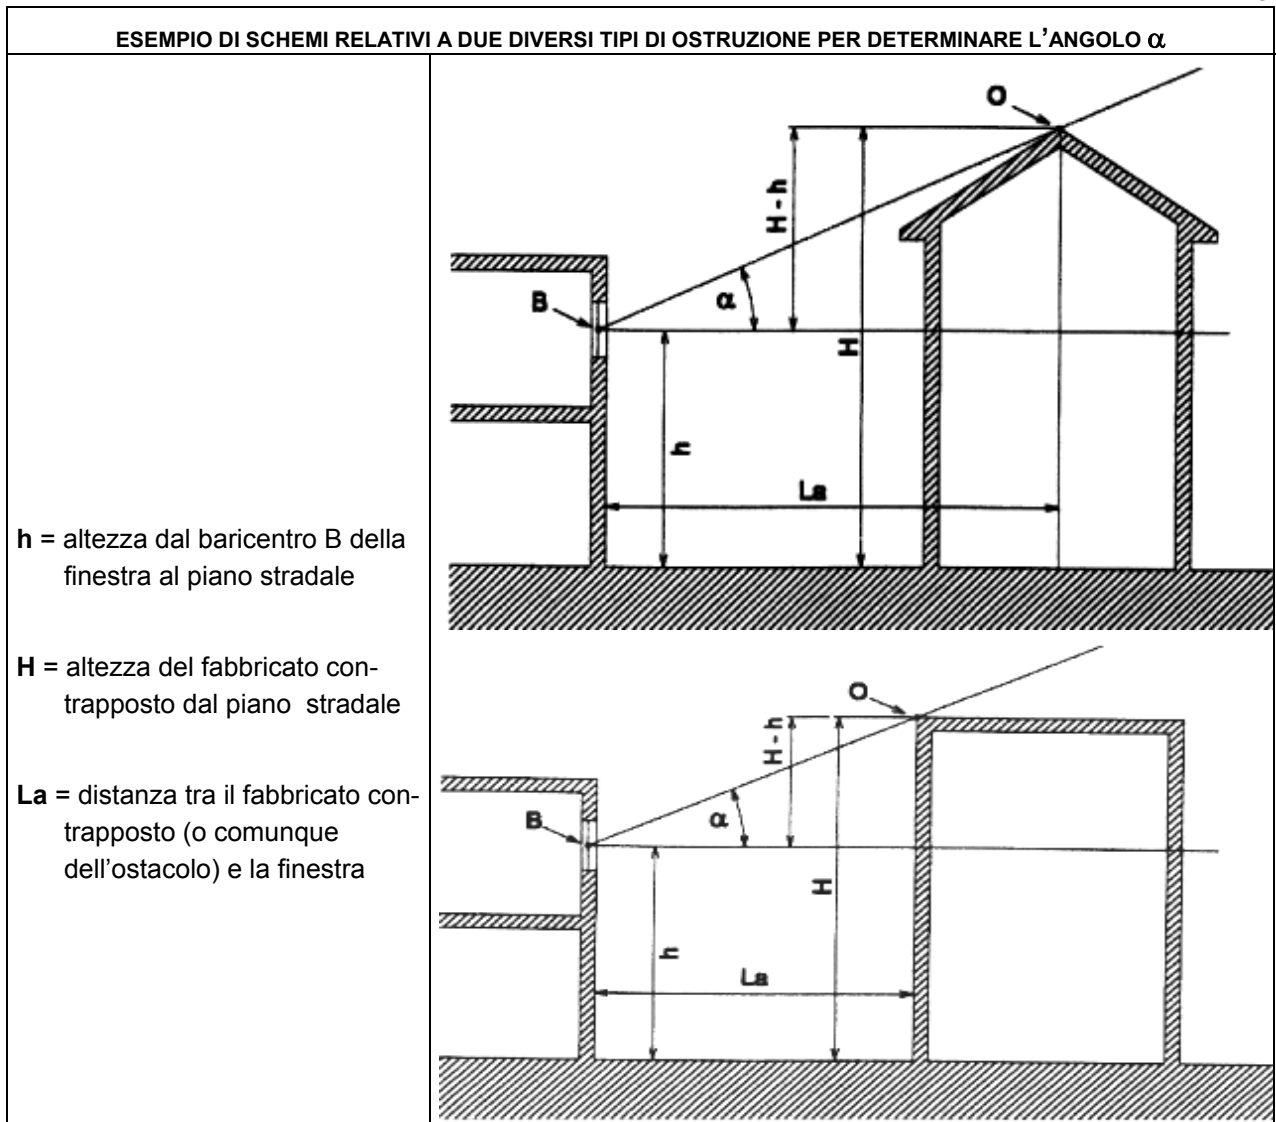 ESEMPIO DI SCHEMI RELATIVI A DUE DIVERSI TIPI DI OSTRUZIONE PER DETERMINARE L'ANGOLO α
h = altezza dal baricentro B della
finestra al piano stradale
H = altezza del fabbricato con-
trapposto dal piano stradale
La = distanza tra il fabbricato con-
trapposto (o comunque
dell'ostacolo) e la finestra
O
H - h
B
α
H
h
La
O
H - h
B
α
H
h
La